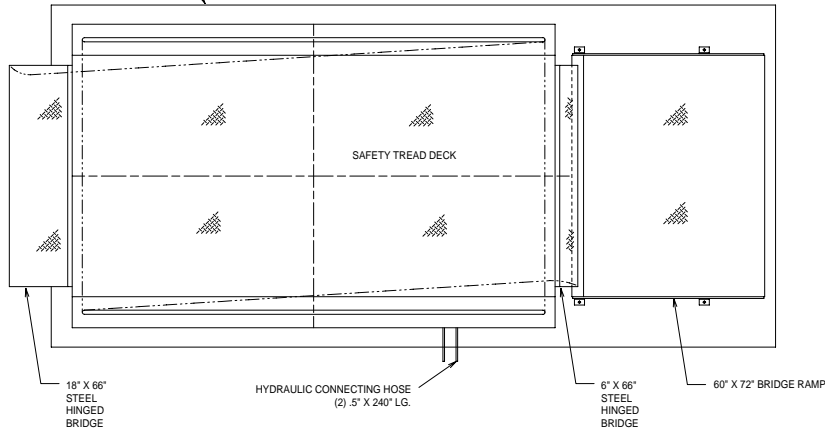 SAFETY TREAD DECK
18" X 66"
STEEL
HINGED
BRIDGE
HYDRAULIC CONNECTING HOSE
(2) .5" X 240" LG.
6" X 66"
STEEL
HINGED
BRIDGE
60" X 72" BRIDGE RAMP